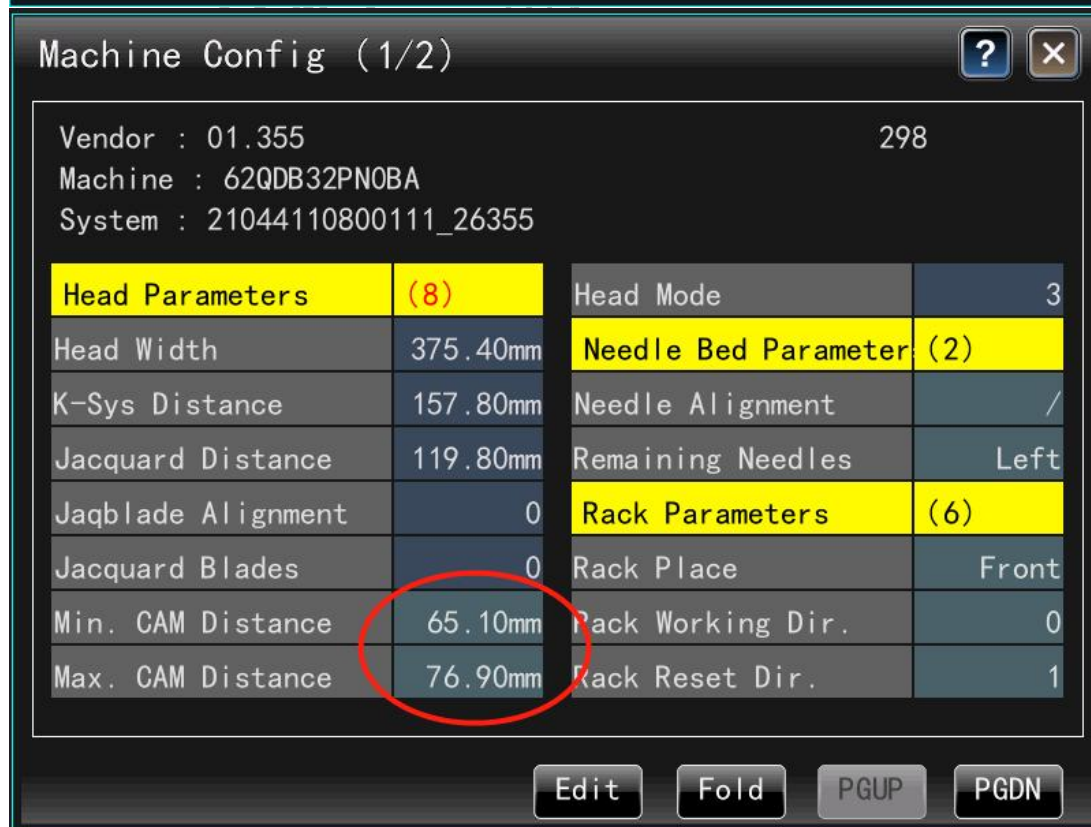 Machine Config (1/2)
?
Vendor : 01.355
298
Machine : 62QDB32PNOBA
System : 21044110800111_26355
Head Parameters (8)
Head Width 375.40mm
K-Sys Distance 157.80mm
Jacquard Distance 119.80mm
Jaqblade Alignment 0
Jacquard Blades 0
Min. CAM Distance 65.10mm
Max. CAM Distance 76.90mm
Head Mode 3
Needle Bed Parameter (2)
Needle Alignment /
Remaining Needles Left
Rack Parameters (6)
Rack Place Front
Rack Working Dir. 0
Rack Reset Dir. 1
Edit
Fold
PGUP
PGDN